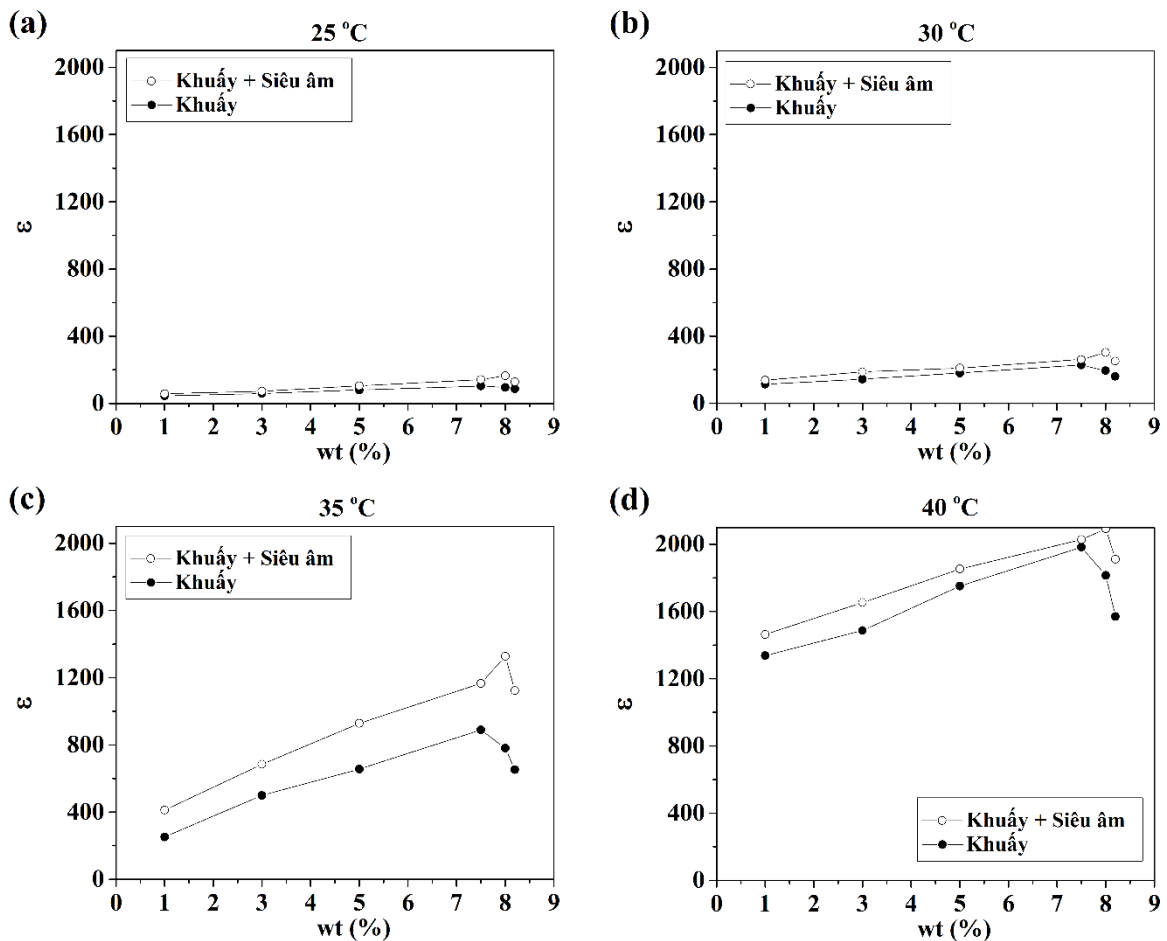 (a)
25 °C
2000
1600
1200
800
400
0
ε
Khuấy + Siêu âm
Khuấy
0 1 2 3 4 5 6 7 8 9
wt (%)
(b)
30 °C
2000
1600
1200
800
400
0
ε
Khuấy + Siêu âm
Khuấy
0 1 2 3 4 5 6 7 8 9
wt (%)
(c)
35 °C
2000
1600
1200
800
400
0
ε
Khuấy + Siêu âm
Khuấy
0 1 2 3 4 5 6 7 8 9
wt (%)
(d)
40 °C
2000
1600
1200
800
400
0
ε
Khuấy + Siêu âm
Khuấy
0 1 2 3 4 5 6 7 8 9
wt (%)